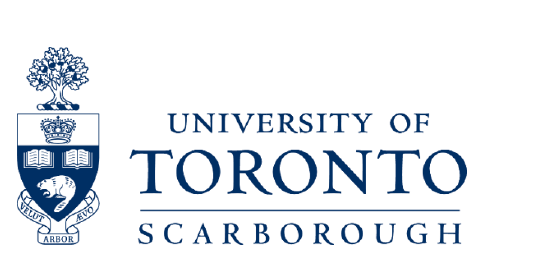 UNIVERSITY OF
TORONTO
SCARBOROUGH
VELUT
ARBOR
ÆVO